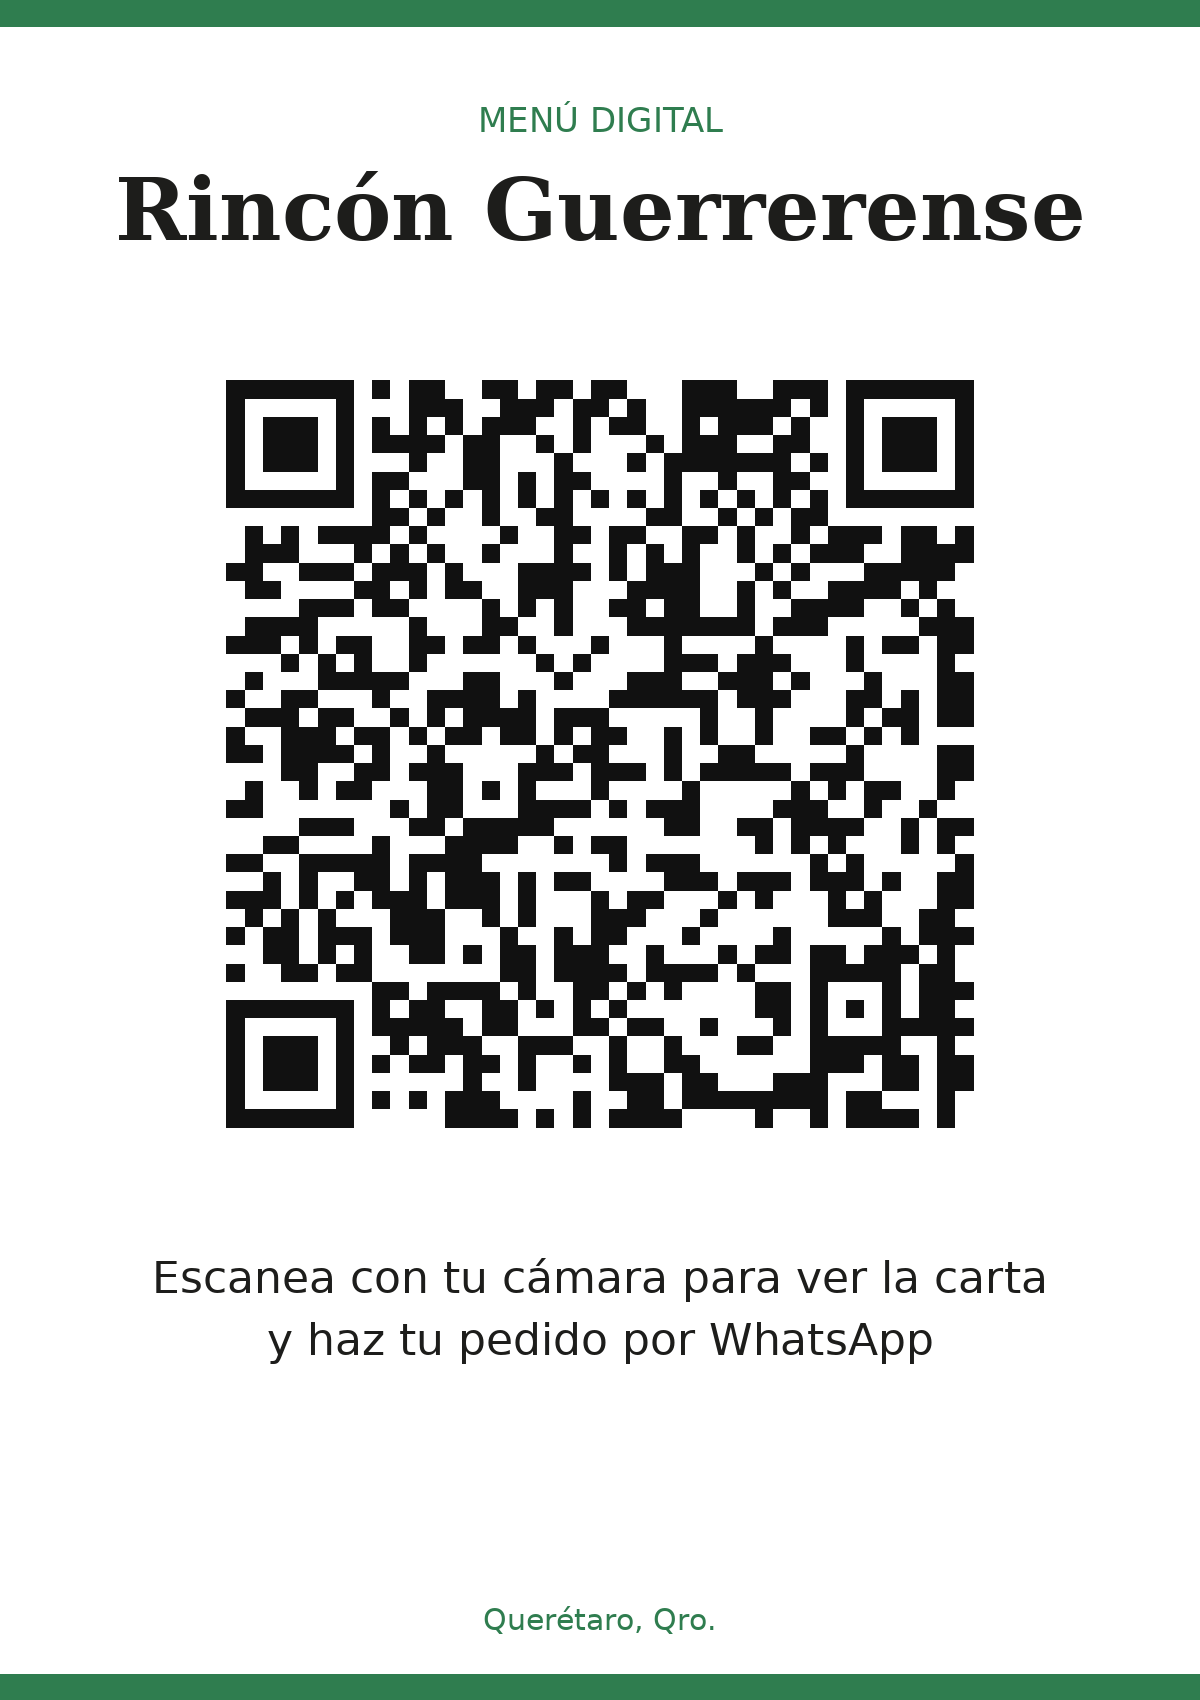 MENÚ DIGITAL
Rincón Guerrerense
Escanea con tu cámara para ver la carta
y haz tu pedido por WhatsApp
Querétaro, Qro.